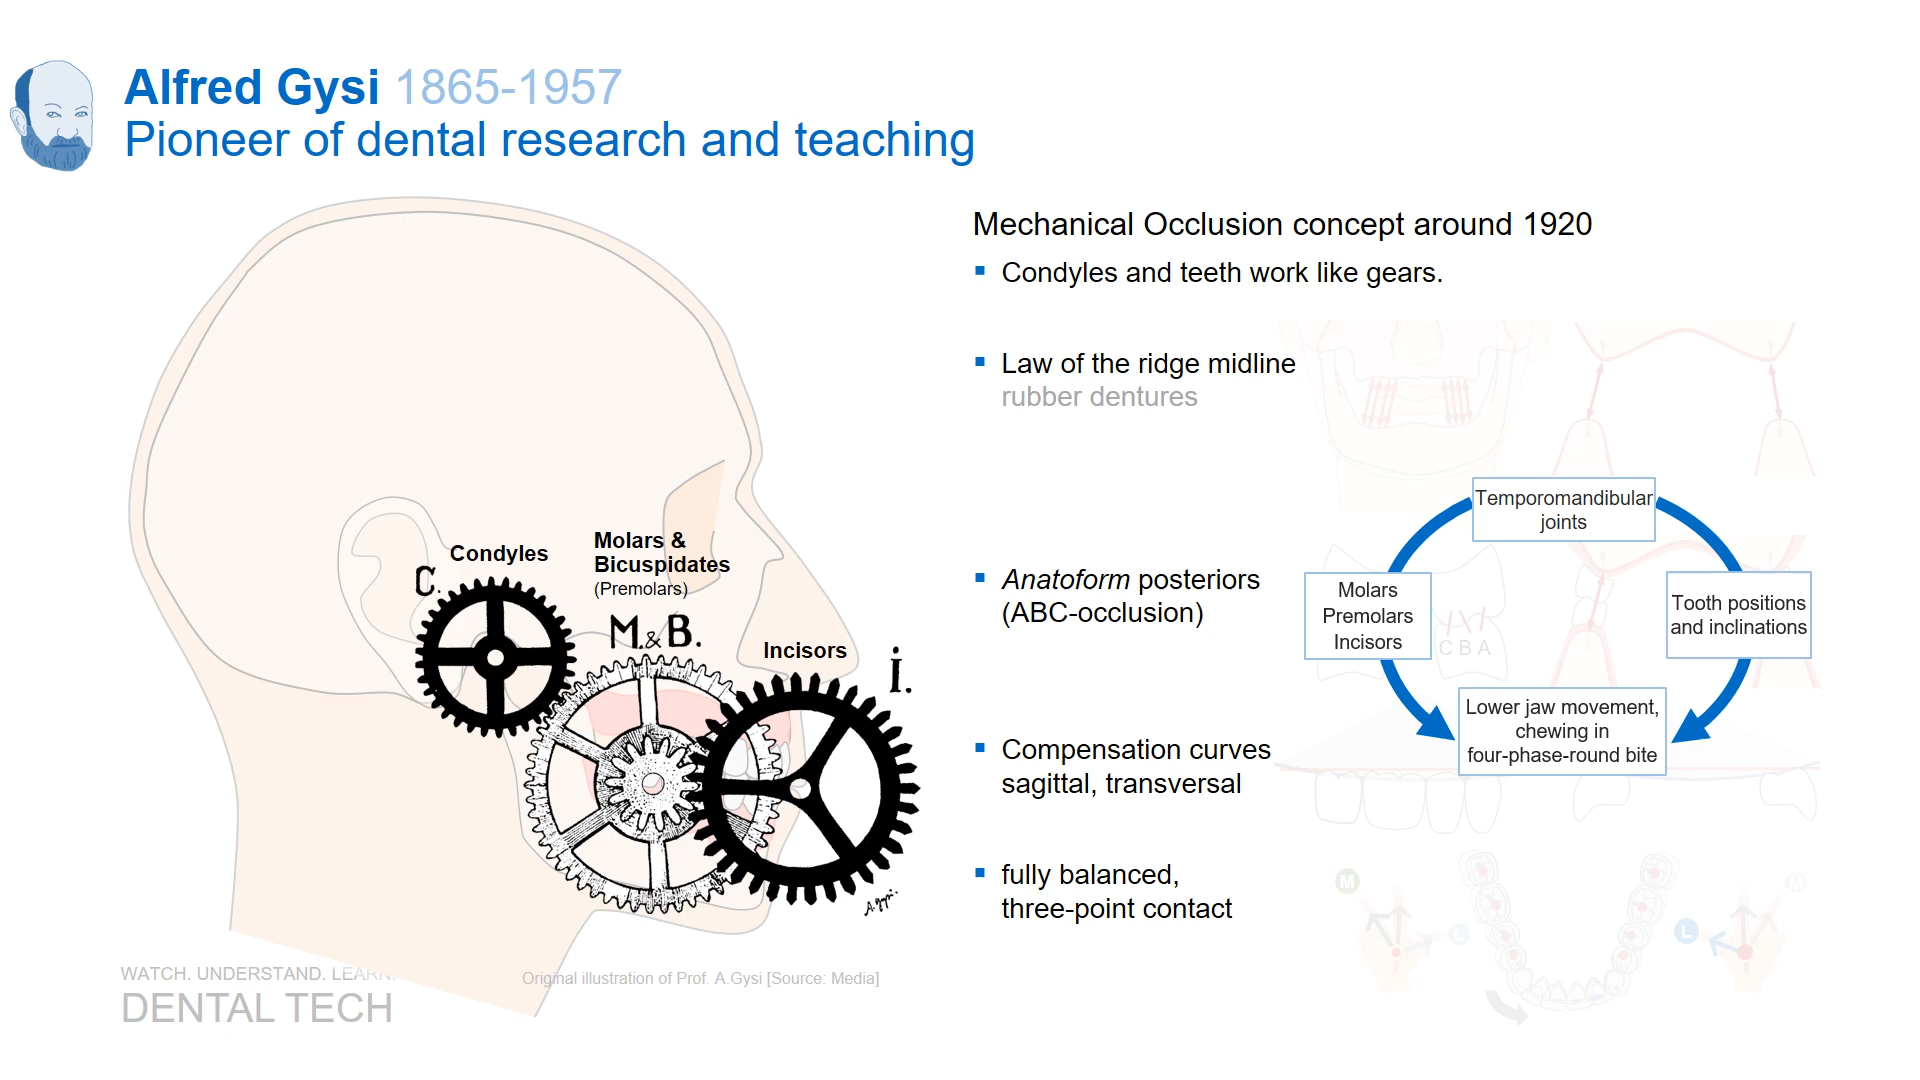 Alfred Gysi 1865-1957
Pioneer of dental research and teaching
Mechanical Occlusion concept around 1920
Condyles and teeth work like gears.
Law of the ridge midline
rubber dentures
Anatoform posteriors
(ABC-occlusion)
Compensation curves
sagittal, transversal
fully balanced,
three-point contact
Condyles
C.
Molars &
Bicuspidates
(Premolars)
M.&B.
Incisors
i.
A. Gysi.
Temporomandibular
joints
Molars
Premolars
Incisors
Tooth positions
and inclinations
Lower jaw movement,
chewing in
four-phase-round bite
C B A
M
L
L
M
WATCH. UNDERSTAND. LEARN.
DENTAL TECH
Original illustration of Prof. A.Gysi [Source: Media]